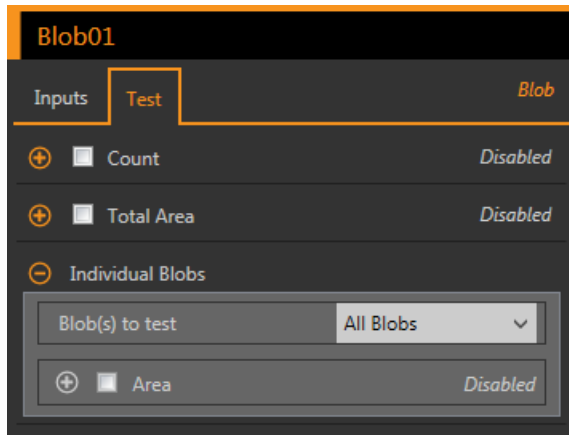 Blob01
Inputs Test Blob
Count Disabled
Total Area Disabled
Individual Blobs
Blob(s) to test All Blobs
Area Disabled